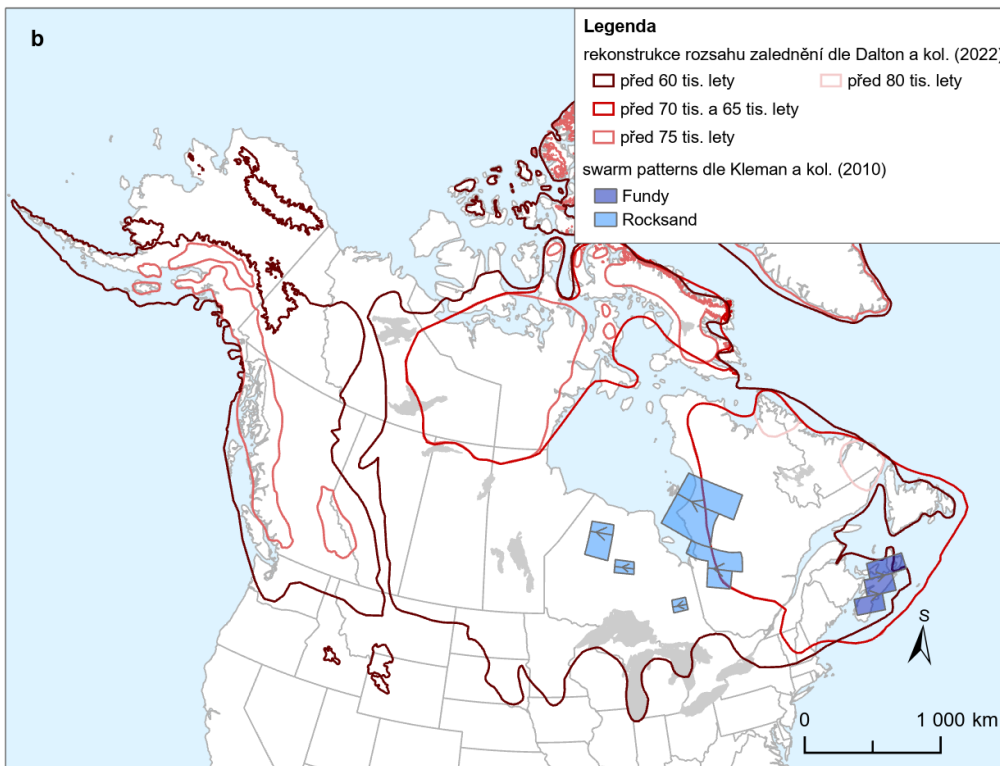 b
Legenda
rekonstrukce rozsahu zalednění dle Dalton a kol. (2022)
před 60 tis. lety
před 80 tis. lety
před 70 tis. a 65 tis. lety
před 75 tis. lety
swarm patterns dle Kleman a kol. (2010)
Fundy
Rocksand
S
0
1 000 km